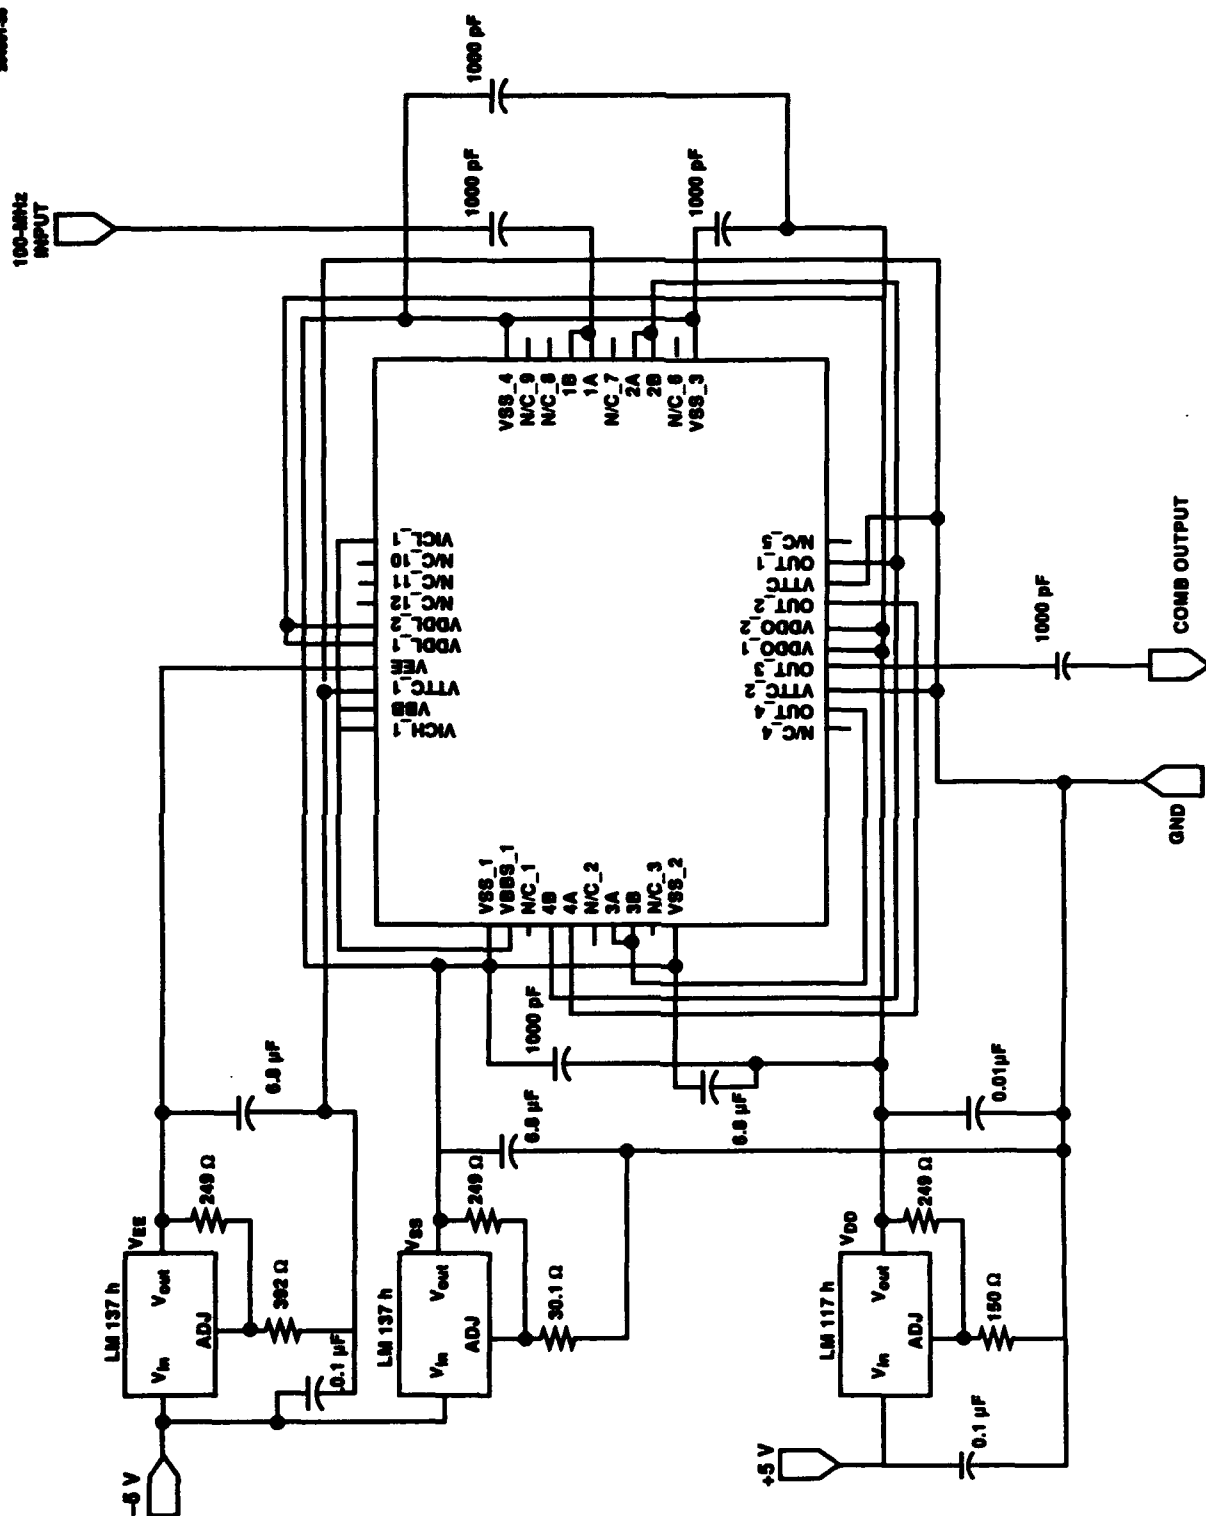 100-MHz
INPUT
1000 pF
1000 pF
1000 pF
VSS_4
N/C_9
N/C_8
1B
1A
N/C_7
2A
2B
N/C_6
VSS_3
VICL_1
N/C_10
N/C_11
N/C_12
VDDL_2
VDDL_1
VEE
VTTC_1
VBB
VICH_1
N/C_5
OUT_1
VTTC
OUT_2
VDDO_2
VDDO_1
OUT_3
VTTC_2
OUT_4
N/C_4
VSS_1
VBBS_1
N/C_1
4B
4A
N/C_2
3A
3B
N/C_3
VSS_2
1000 pF
COMB OUTPUT
GND
1000 pF
6.8 µF
6.8 µF
6.8 µF
0.01µF
VEE
249 Ω
LM 137 h
Vin
Vout
ADJ
392 Ω
0.1 µF
–5 V
VSS
249 Ω
LM 137 h
Vin
Vout
ADJ
30.1 Ω
VDD
249 Ω
LM 117 h
Vin
Vout
ADJ
150 Ω
0.1 µF
+5 V